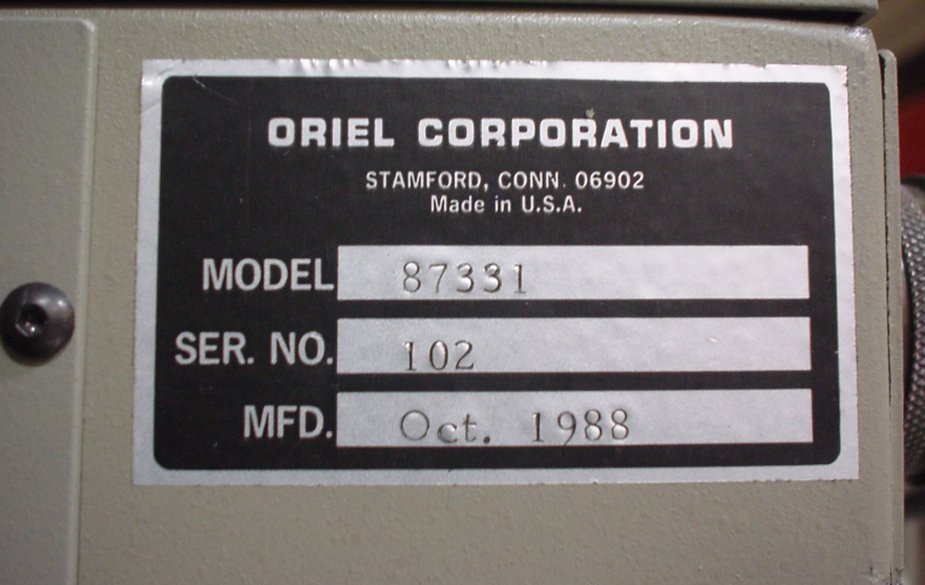 ORIEL CORPORATION
STAMFORD, CONN. 06902
Made in U.S.A.
MODEL 87331
SER. NO. 102
MFD. Oct. 1988